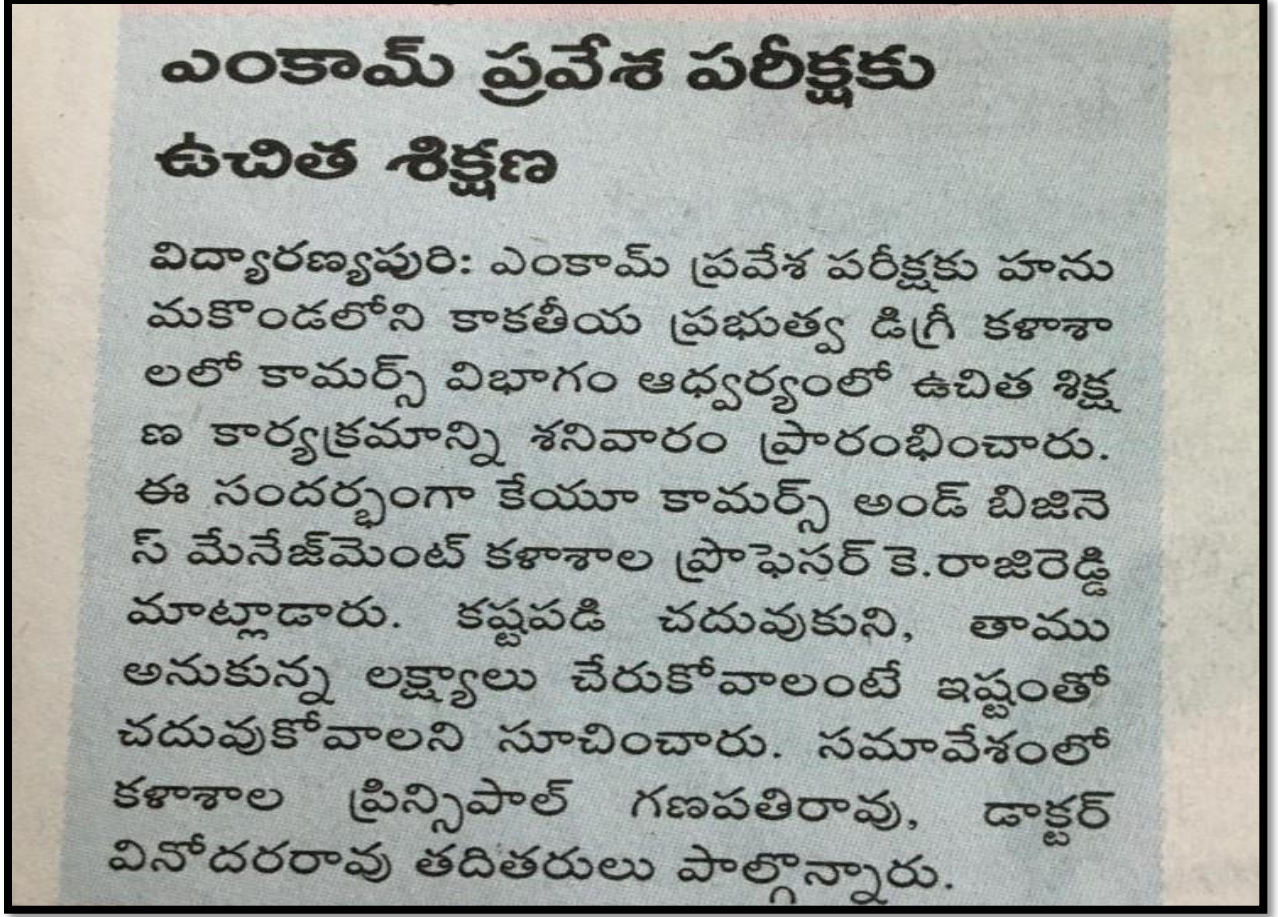 ఎంకామ్ ప్రవేశ పరీక్షకు
ఉచిత శిక్షణ
విద్యారణ్యపురి: ఎంకామ్ ప్రవేశ పరీక్షకు హను
మకొండలోని కాకతీయ ప్రభుత్వ డిగ్రీ కళాశా
లలో కామర్స్ విభాగం ఆధ్వర్యంలో ఉచిత శిక్ష
ణ కార్యక్రమాన్ని శనివారం ప్రారంభించారు.
ఈ సందర్భంగా కేయూ కామర్స్ అండ్ బిజినె
స్ మేనేజ్‌మెంట్ కళాశాల ప్రొఫెసర్ కె.రాజిరెడ్డి
మాట్లాడారు. కష్టపడి చదువుకుని, తాము
అనుకున్న లక్ష్యాలు చేరుకోవాలంటే ఇష్టంతో
చదువుకోవాలని సూచించారు. సమావేశంలో
కళాశాల ప్రిన్సిపాల్ గణపతిరావు, డాక్టర్
వినోదరరావు తదితరులు పాల్గొన్నారు.